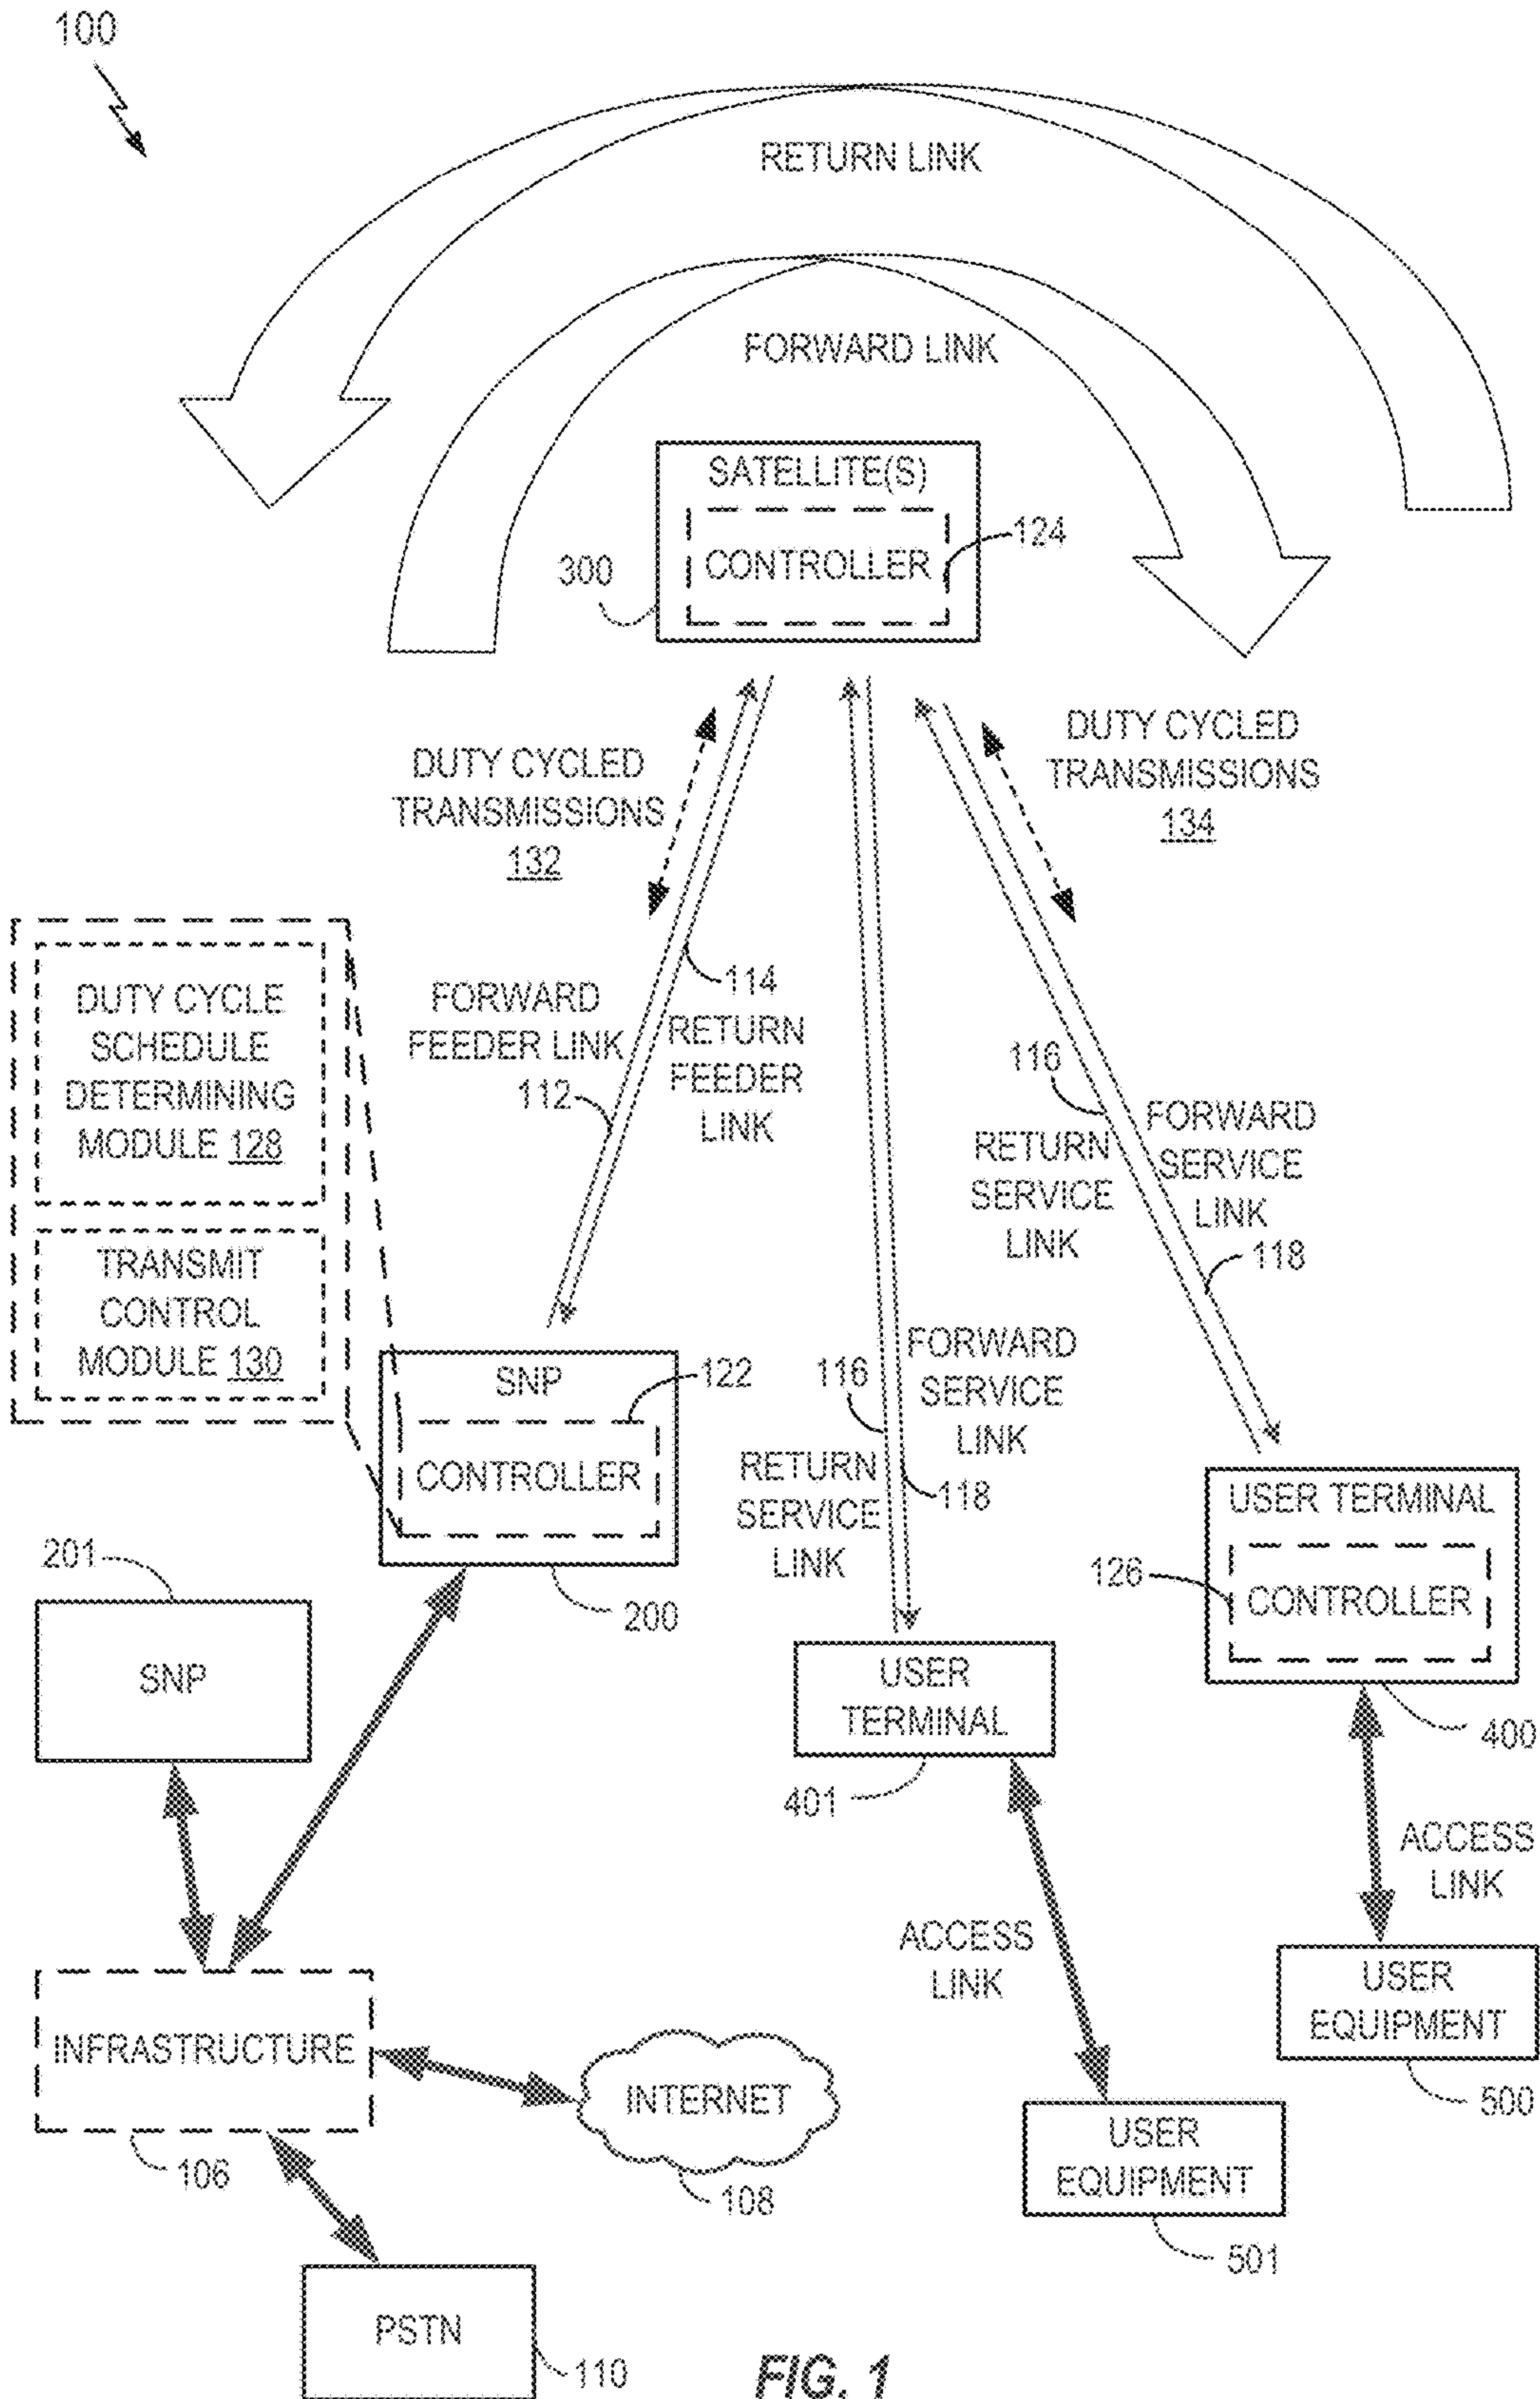 100
RETURN LINK
FORWARD LINK
SATELLITE(S)
CONTROLLER
124
300
DUTY CYCLED
TRANSMISSIONS
132
DUTY CYCLED
TRANSMISSIONS
134
DUTY CYCLE
SCHEDULE
DETERMINING
MODULE 128
TRANSMIT
CONTROL
MODULE 130
FORWARD
FEEDER LINK
112
114
RETURN
FEEDER
LINK
116
RETURN
SERVICE
LINK
FORWARD
SERVICE
LINK
118
SNP
122
CONTROLLER
200
116
RETURN
SERVICE
LINK
FORWARD
SERVICE
LINK
118
USER TERMINAL
126
CONTROLLER
400
201
SNP
USER
TERMINAL
401
ACCESS
LINK
ACCESS
LINK
INFRASTRUCTURE
106
INTERNET
108
USER
EQUIPMENT
500
USER
EQUIPMENT
501
PSTN
110
FIG. 1